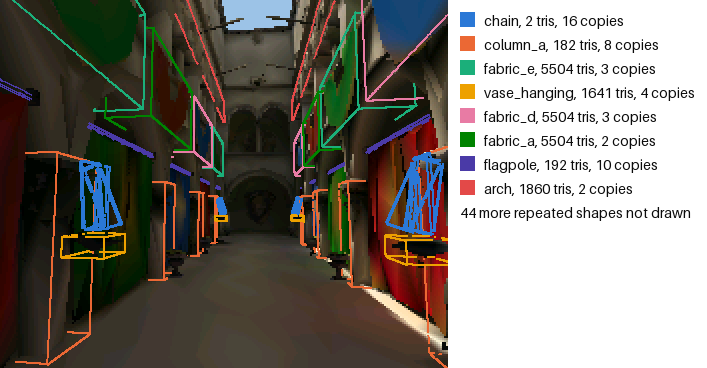 chain, 2 tris, 16 copies
column_a, 182 tris, 8 copies
fabric_e, 5504 tris, 3 copies
vase_hanging, 1641 tris, 4 copies
fabric_d, 5504 tris, 3 copies
fabric_a, 5504 tris, 2 copies
flagpole, 192 tris, 10 copies
arch, 1860 tris, 2 copies
44 more repeated shapes not drawn